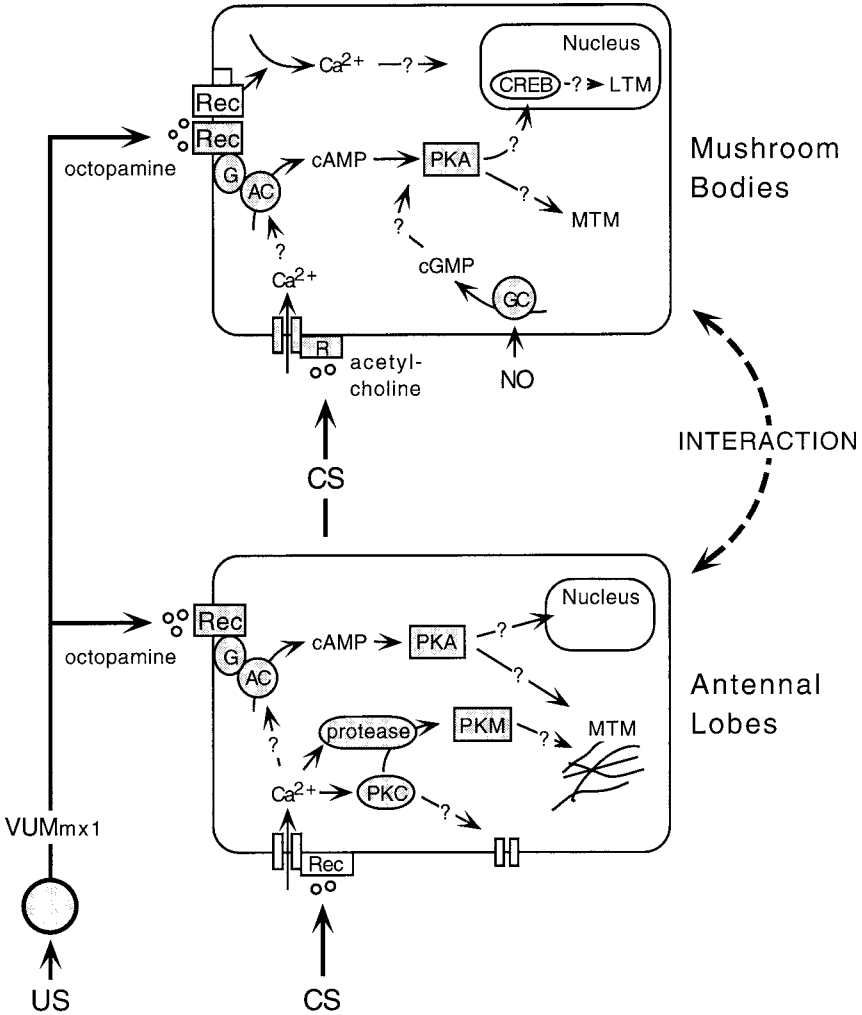 Nucleus
Ca2+ ?
CREB -?- LTM
Rec
Rec
octopamine
G
AC
cAMP
PKA
?
?
MTM
Mushroom
Bodies
?
?
cGMP
Ca2+
GC
R
acetyl-
choline
NO
INTERACTION
CS
Nucleus
Rec
octopamine
G
AC
cAMP
PKA
?
?
Antennal
Lobes
?
protease
PKM
?
MTM
Ca2+
PKC
?
VUMmx1
Rec
US
CS